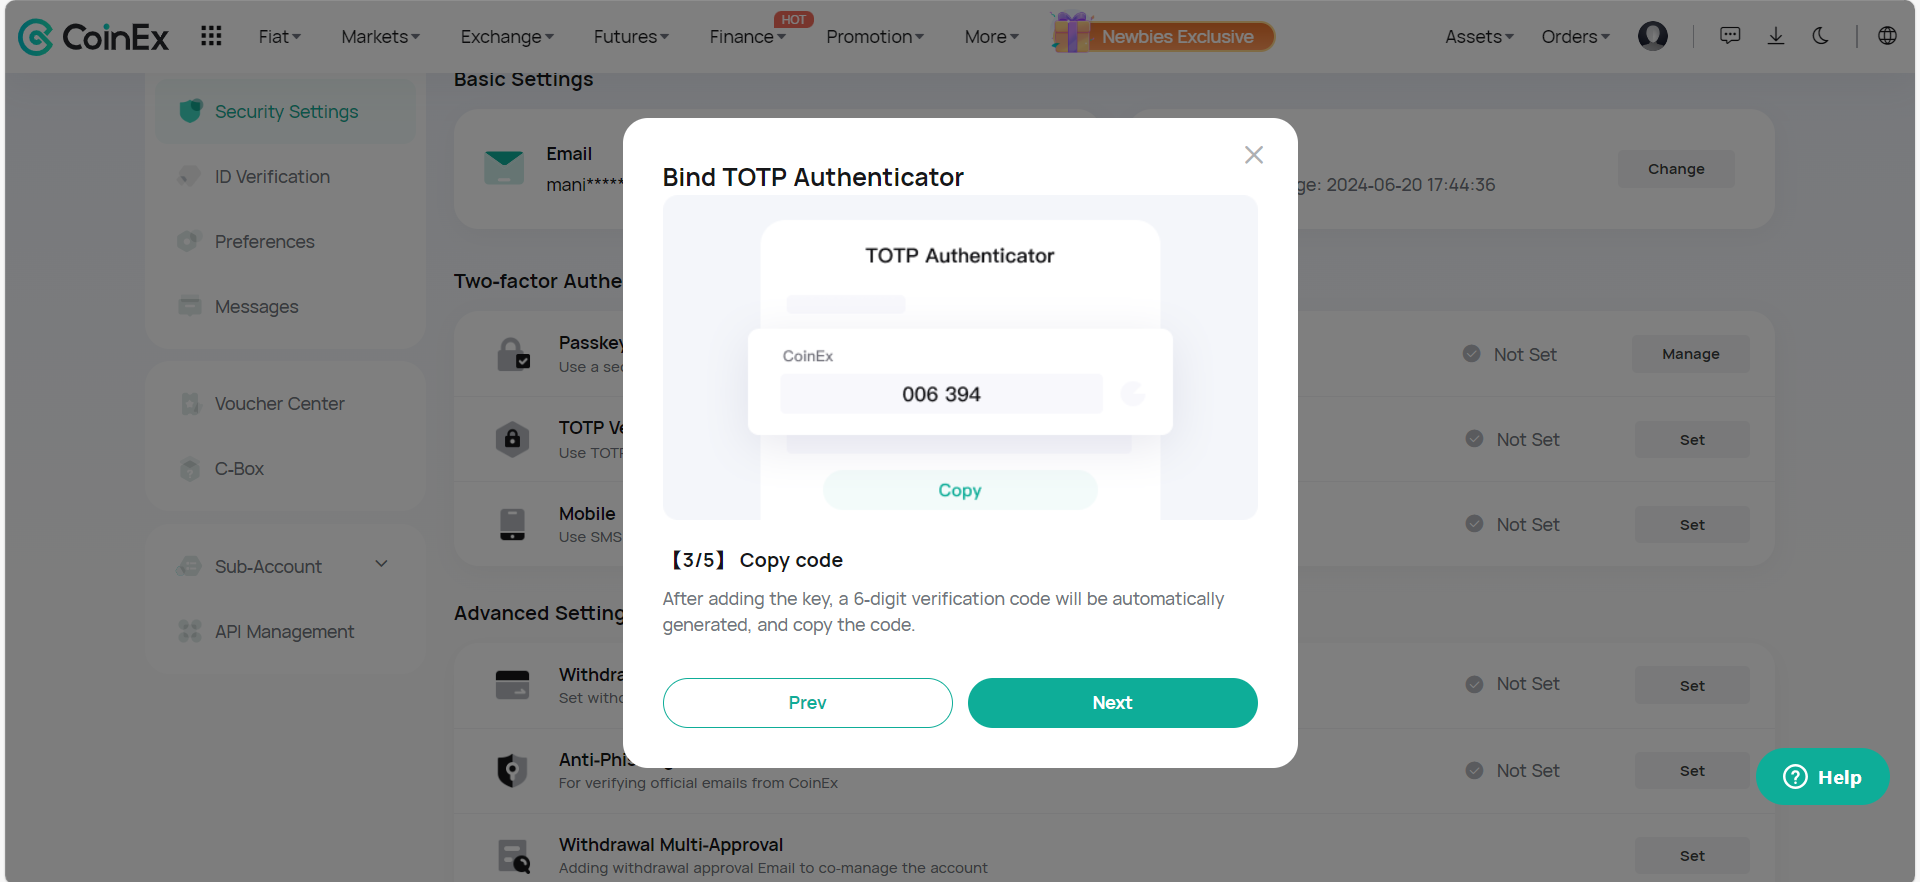 CoinEx
Fiat
Markets
Exchange
Futures
Finance
HOT
Promotion
More
Newbies Exclusive
Assets
Orders
Security Settings
ID Verification
Preferences
Messages
Voucher Center
C-Box
Sub-Account
API Management
Basic Settings
Email
mani*****
ge: 2024-06-20 17:44:36
Change
Two-factor Authe
Passkey
Use a sec
Not Set
Manage
TOTP Ve
Use TOTP
Not Set
Set
Mobile
Use SMS
Not Set
Set
Advanced Setting
Withdra
Set withd
Not Set
Set
Anti-Phis
For verifying official emails from CoinEx
Not Set
Set
Withdrawal Multi-Approval
Adding withdrawal approval Email to co-manage the account
Set
Bind TOTP Authenticator
TOTP Authenticator
CoinEx
006 394
Copy
【3/5】 Copy code
After adding the key, a 6-digit verification code will be automatically
generated, and copy the code.
Prev
Next
Help